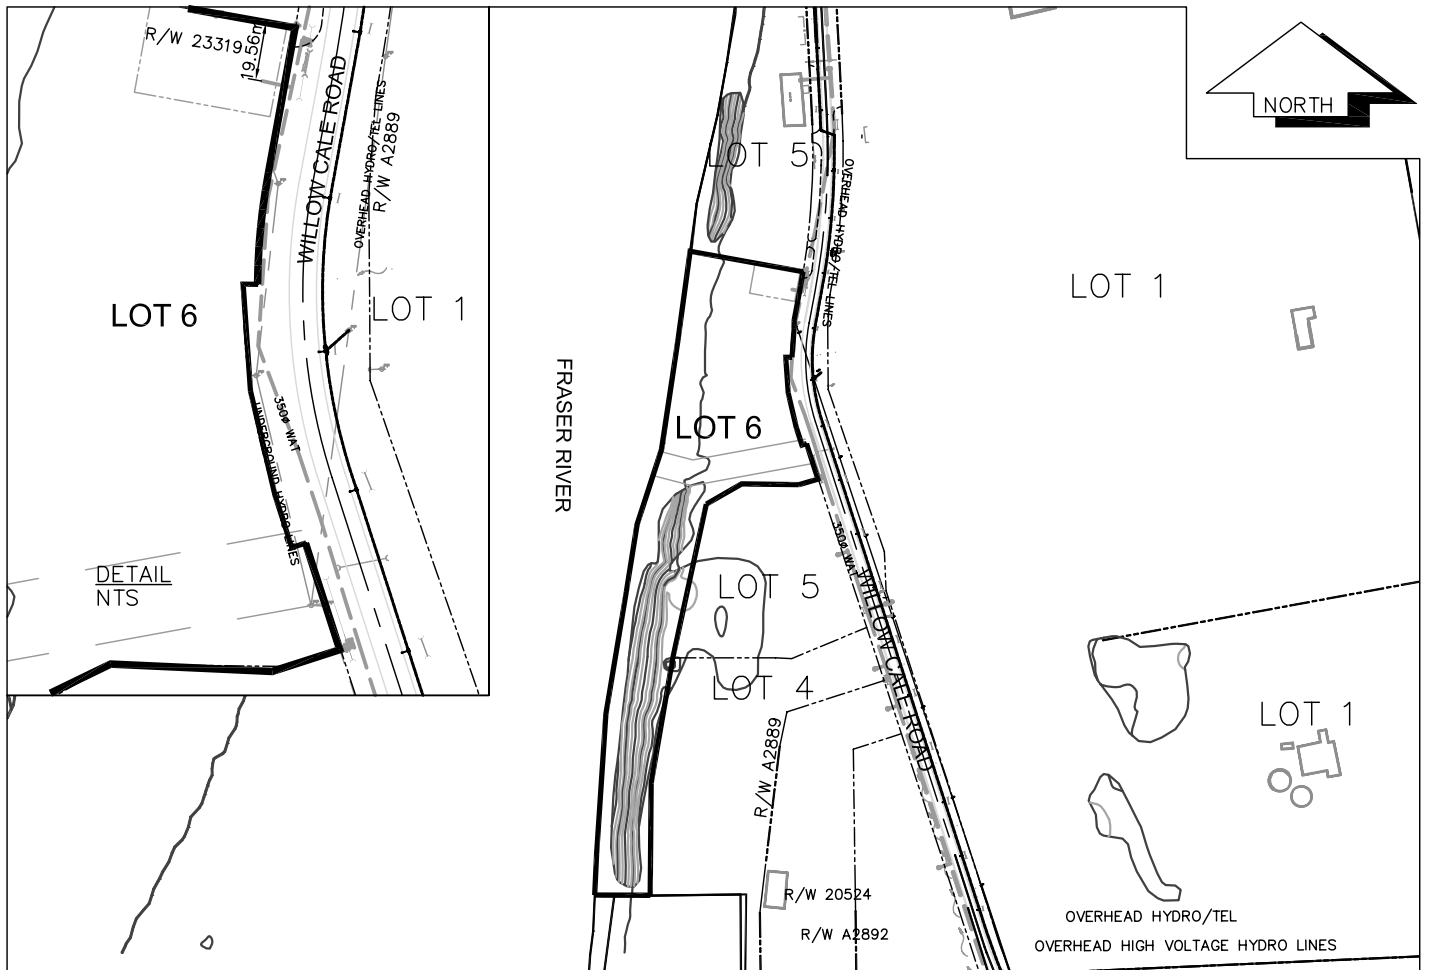 R/W 23319
19.56m
WILLOW CALE ROAD
OVERHEAD HYDRO/TEL LINES
R/W A2889
LOT 6
LOT 1
350ø WAT
UNDERGROUND HYDRO LINES
DETAIL
NTS
NORTH
LOT 5
OVERHEAD HYDRO/TEL LINES
LOT 1
FRASER RIVER
LOT 6
350ø WAT
LOT 5
WILLOW CALE ROAD
LOT 4
R/W A2889
LOT 1
R/W 20524
R/W A2892
OVERHEAD HYDRO/TEL
OVERHEAD HIGH VOLTAGE HYDRO LINES